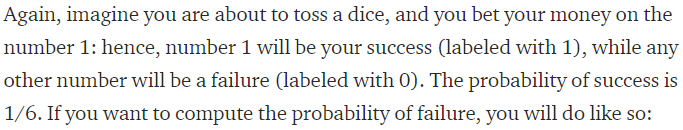 Again, imagine you are about to toss a dice, and you bet your money on the
number 1: hence, number 1 will be your success (labeled with 1), while any
other number will be a failure (labeled with 0). The probability of success is
1/6. If you want to compute the probability of failure, you will do like so: